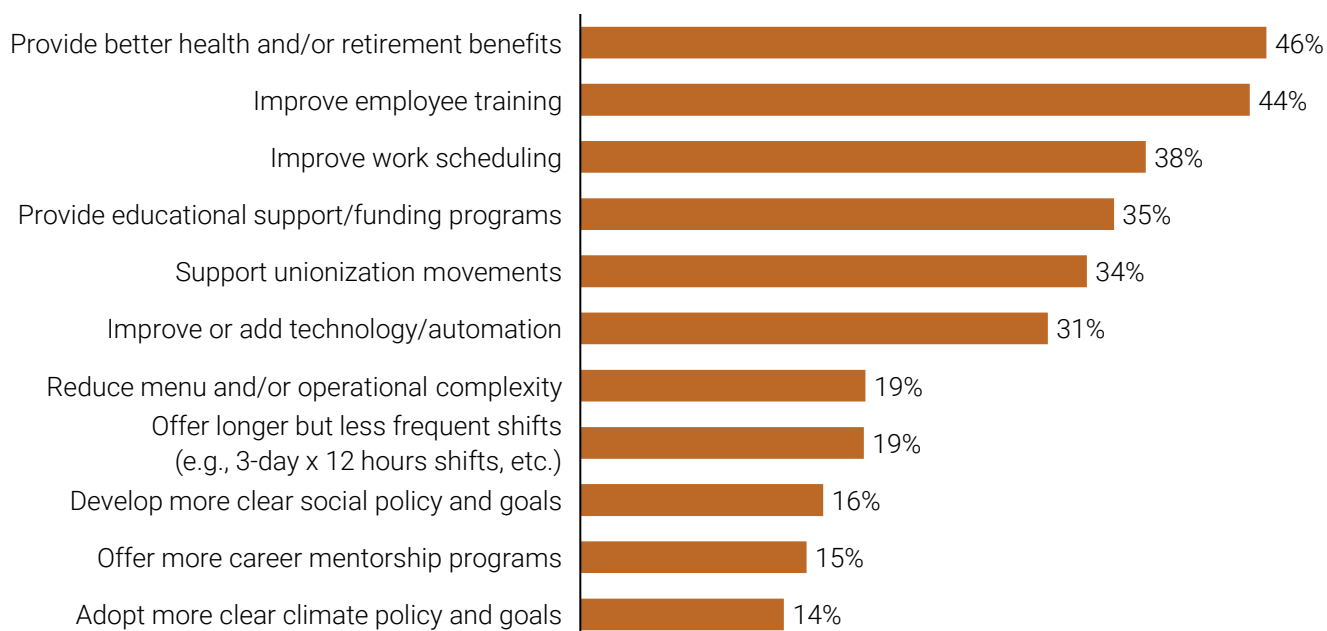 Provide better health and/or retirement benefits 46%
Improve employee training 44%
Improve work scheduling 38%
Provide educational support/funding programs 35%
Support unionization movements 34%
Improve or add technology/automation 31%
Reduce menu and/or operational complexity 19%
Offer longer but less frequent shifts
(e.g., 3-day x 12 hours shifts, etc.) 19%
Develop more clear social policy and goals 16%
Offer more career mentorship programs 15%
Adopt more clear climate policy and goals 14%